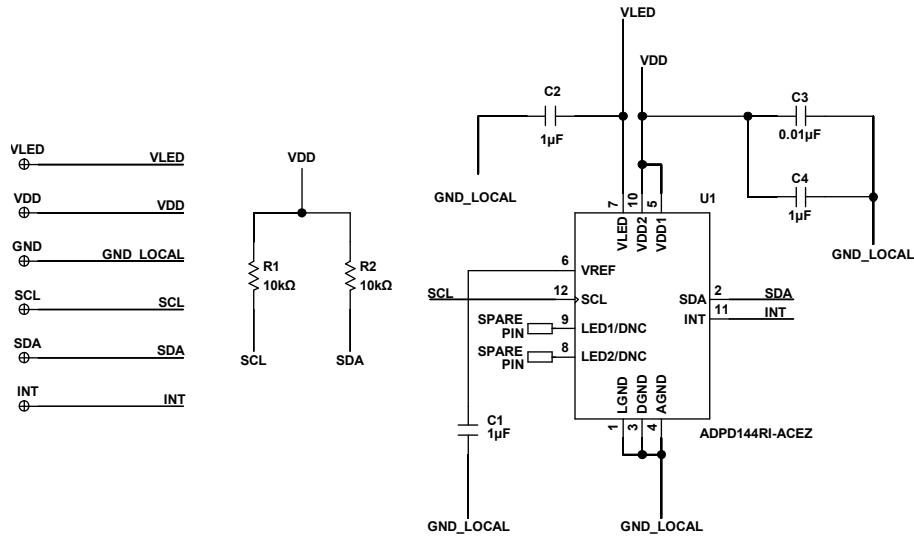 VLED
VDD
C2
1µF
GND_LOCAL
C3
0.01µF
C4
1µF
GND_LOCAL
VLED VLED
VDD VDD
GND GND_LOCAL
SCL SCL
SDA SDA
INT INT
VDD
R1
10kΩ
R2
10kΩ
SCL
SDA
U1
7
10
5
VLED
VDD2
VDD1
6
VREF
SCL
12
SCL
SPARE
PIN
9
LED1/DNC
SPARE
PIN
8
LED2/DNC
SDA
2
SDA
INT
11
INT
LGND
DGND
AGND
1
3
4
ADPD144RI-ACEZ
C1
1µF
GND_LOCAL
GND_LOCAL